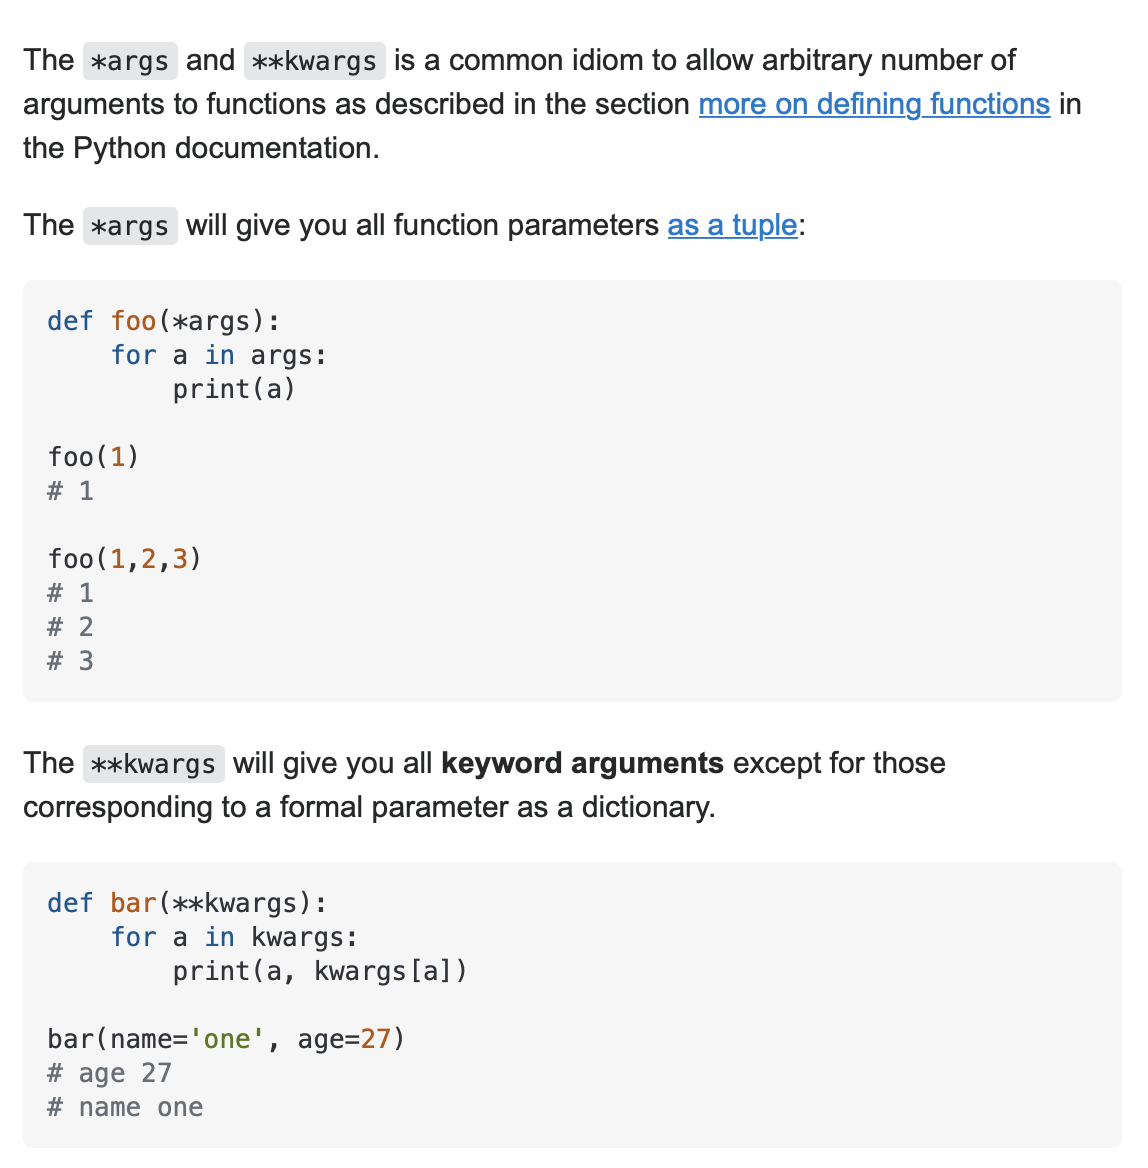 The *args and **kwargs is a common idiom to allow arbitrary number of
arguments to functions as described in the section more on defining functions in
the Python documentation.
The *args will give you all function parameters as a tuple:
def foo(*args):
    for a in args:
        print(a)
foo(1)
# 1
foo(1,2,3)
# 1
# 2
# 3
The **kwargs will give you all keyword arguments except for those
corresponding to a formal parameter as a dictionary.
def bar(**kwargs):
    for a in kwargs:
        print(a, kwargs[a])
bar(name='one', age=27)
# age 27
# name one